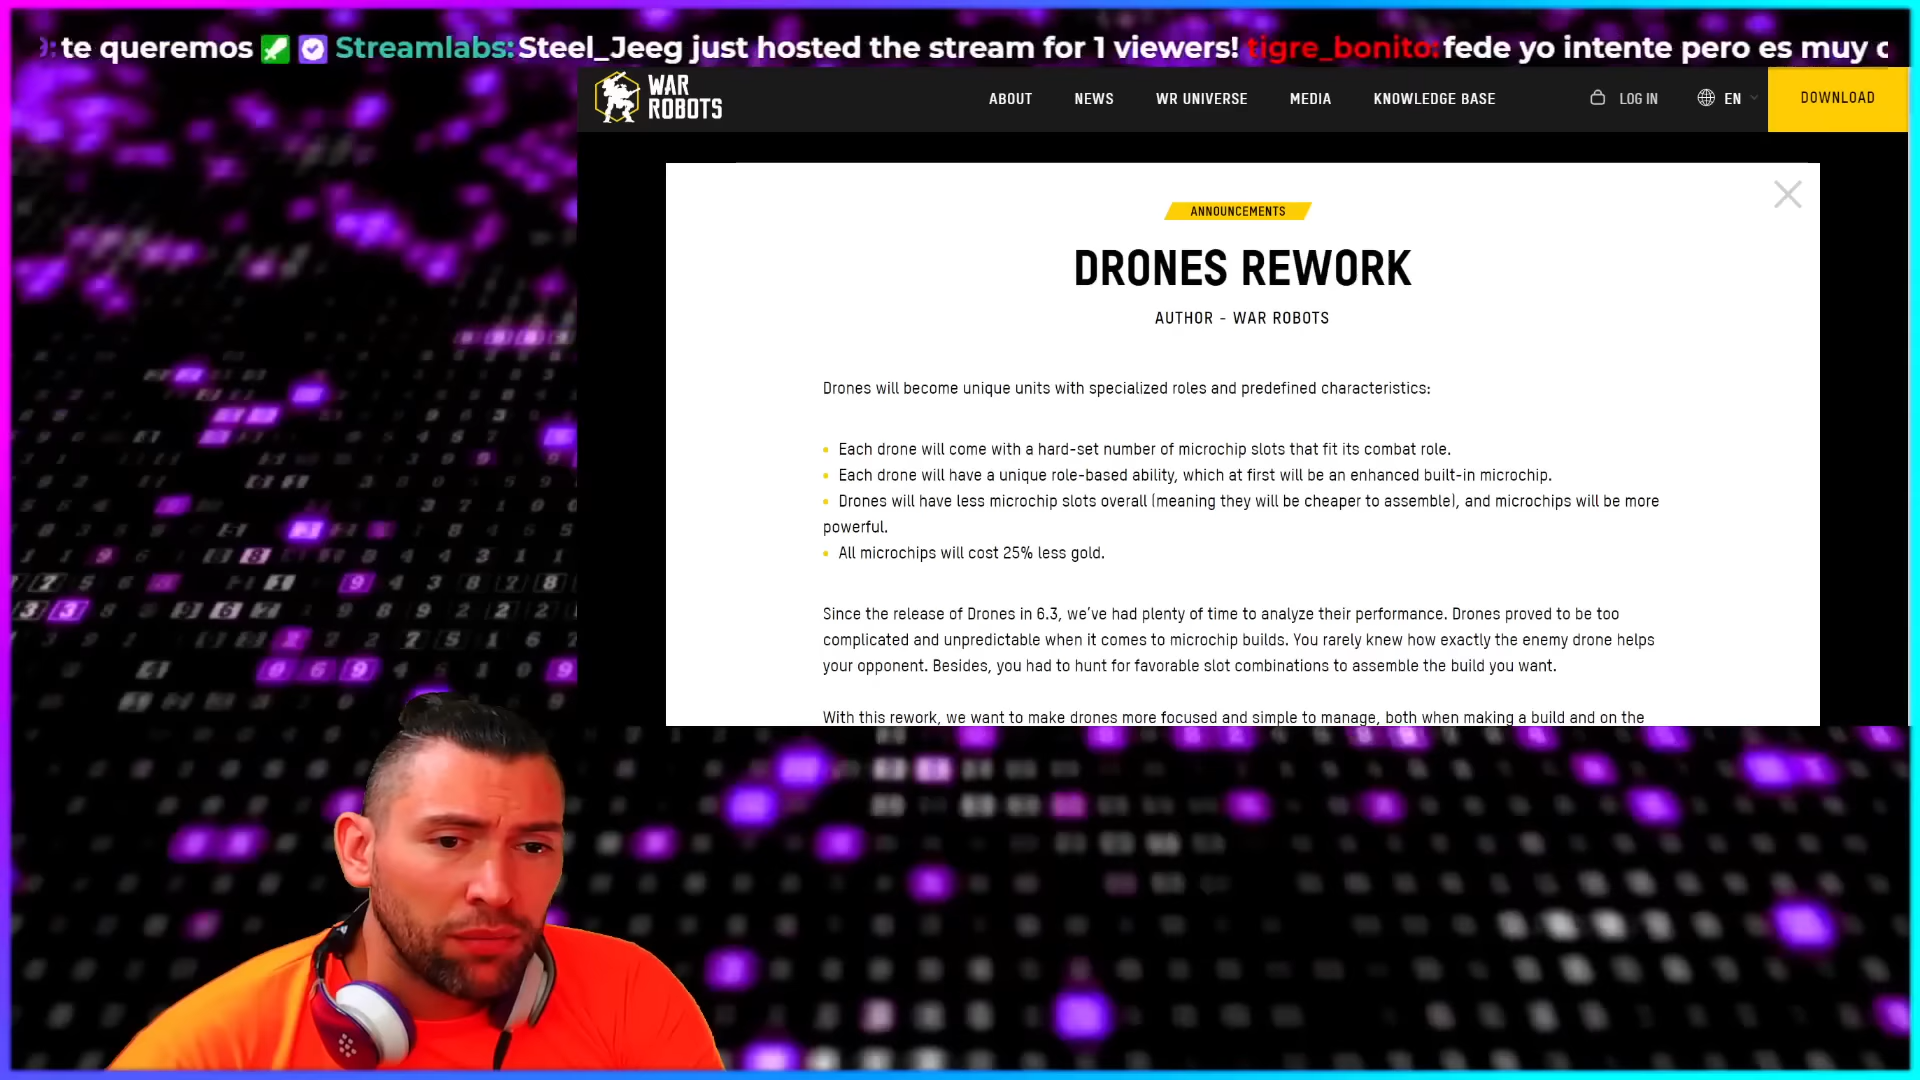 te queremos Streamlabs: Steel_Jeeg just hosted the stream for 1 viewers! tigre_bonito: fede yo intente pero es muy
WAR
ROBOTS
ABOUT NEWS WR UNIVERSE MEDIA KNOWLEDGE BASE LOG IN EN DOWNLOAD
ANNOUNCEMENTS
DRONES REWORK
AUTHOR - WAR ROBOTS
Drones will become unique units with specialized roles and predefined characteristics:
• Each drone will come with a hard-set number of microchip slots that fit its combat role.
• Each drone will have a unique role-based ability, which at first will be an enhanced built-in microchip.
• Drones will have less microchip slots overall (meaning they will be cheaper to assemble), and microchips will be more
powerful.
• All microchips will cost 25% less gold.
Since the release of Drones in 6.3, we've had plenty of time to analyze their performance. Drones proved to be too
complicated and unpredictable when it comes to microchip builds. You rarely knew how exactly the enemy drone helps
your opponent. Besides, you had to hunt for favorable slot combinations to assemble the build you want.
With this rework, we want to make drones more focused and simple to manage, both when making a build and on the